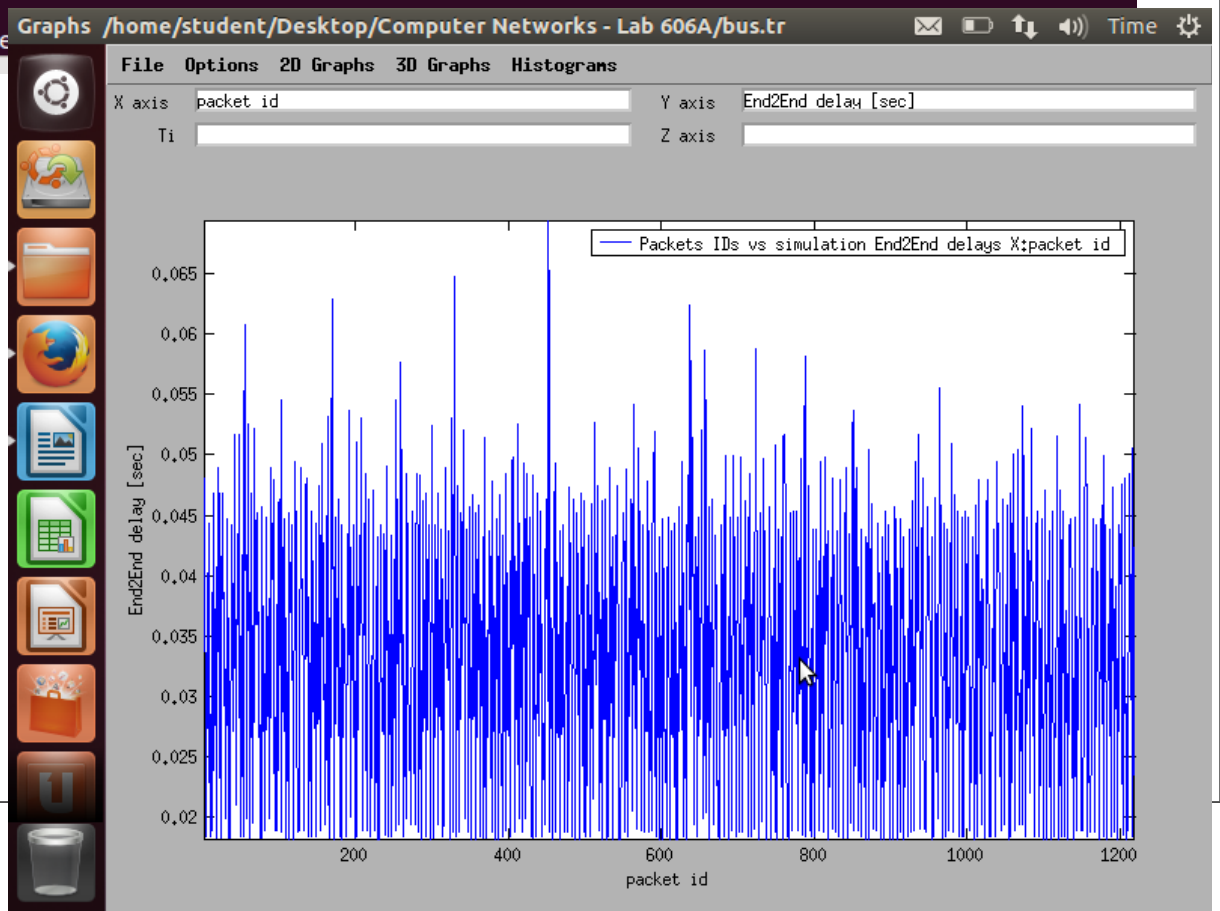 Graphs /home/student/Desktop/Computer Networks - Lab 606A/bus.tr Time
File Options 2D Graphs 3D Graphs Histograms
X axis packet id Y axis End2End delay [sec]
Ti Z axis
Packets IDs vs simulation End2End delays X:packet id
0.065
0.06
0.055
0.05
0.045
0.04
0.035
0.03
0.025
0.02
End2End delay [sec]
200 400 600 800 1000 1200
packet id